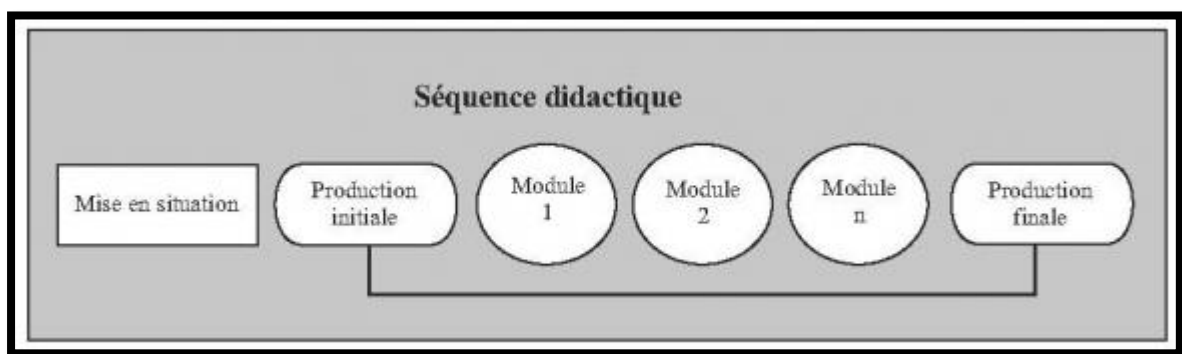 Séquence didactique
Mise en situation
Production
initiale
Module
1
Module
2
Module
n
Production
finale